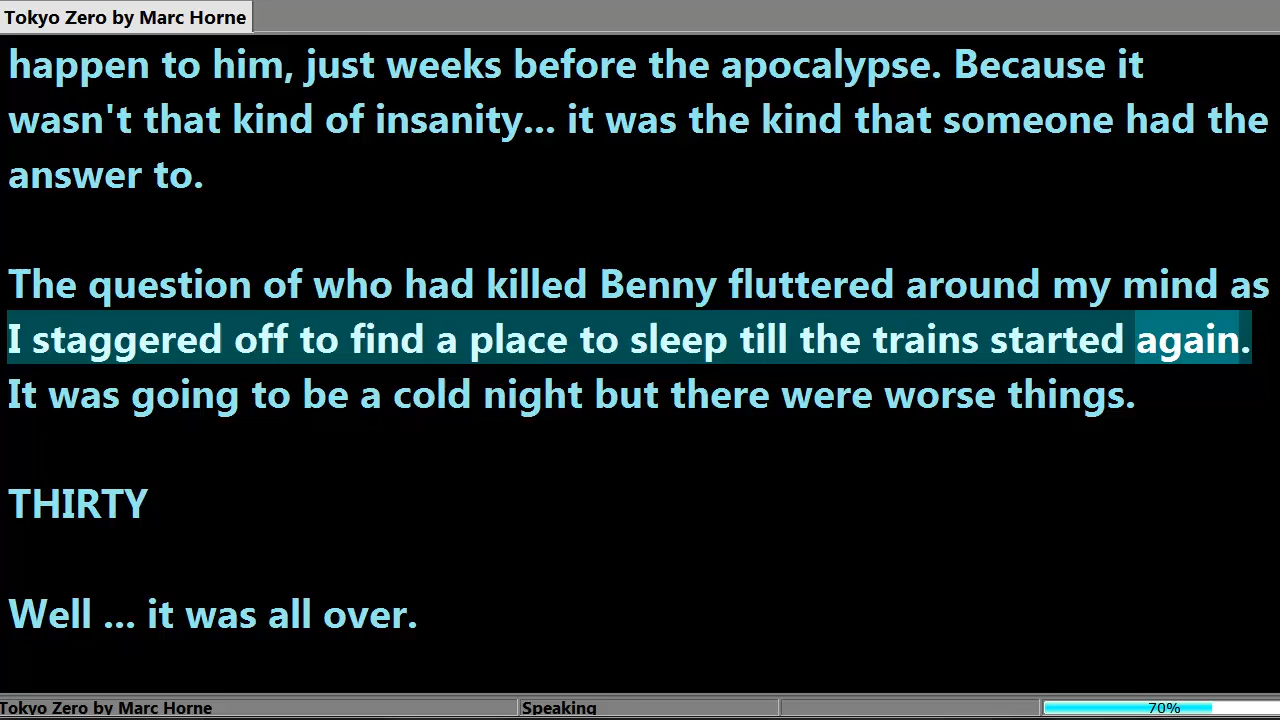 Tokyo Zero by Marc Horne
happen to him, just weeks before the apocalypse. Because it
wasn't that kind of insanity... it was the kind that someone had the
answer to.
The question of who had killed Benny fluttered around my mind as
I staggered off to find a place to sleep till the trains started again.
It was going to be a cold night but there were worse things.
THIRTY
Well ... it was all over.
Tokyo Zero by Marc Horne
Speaking
70%